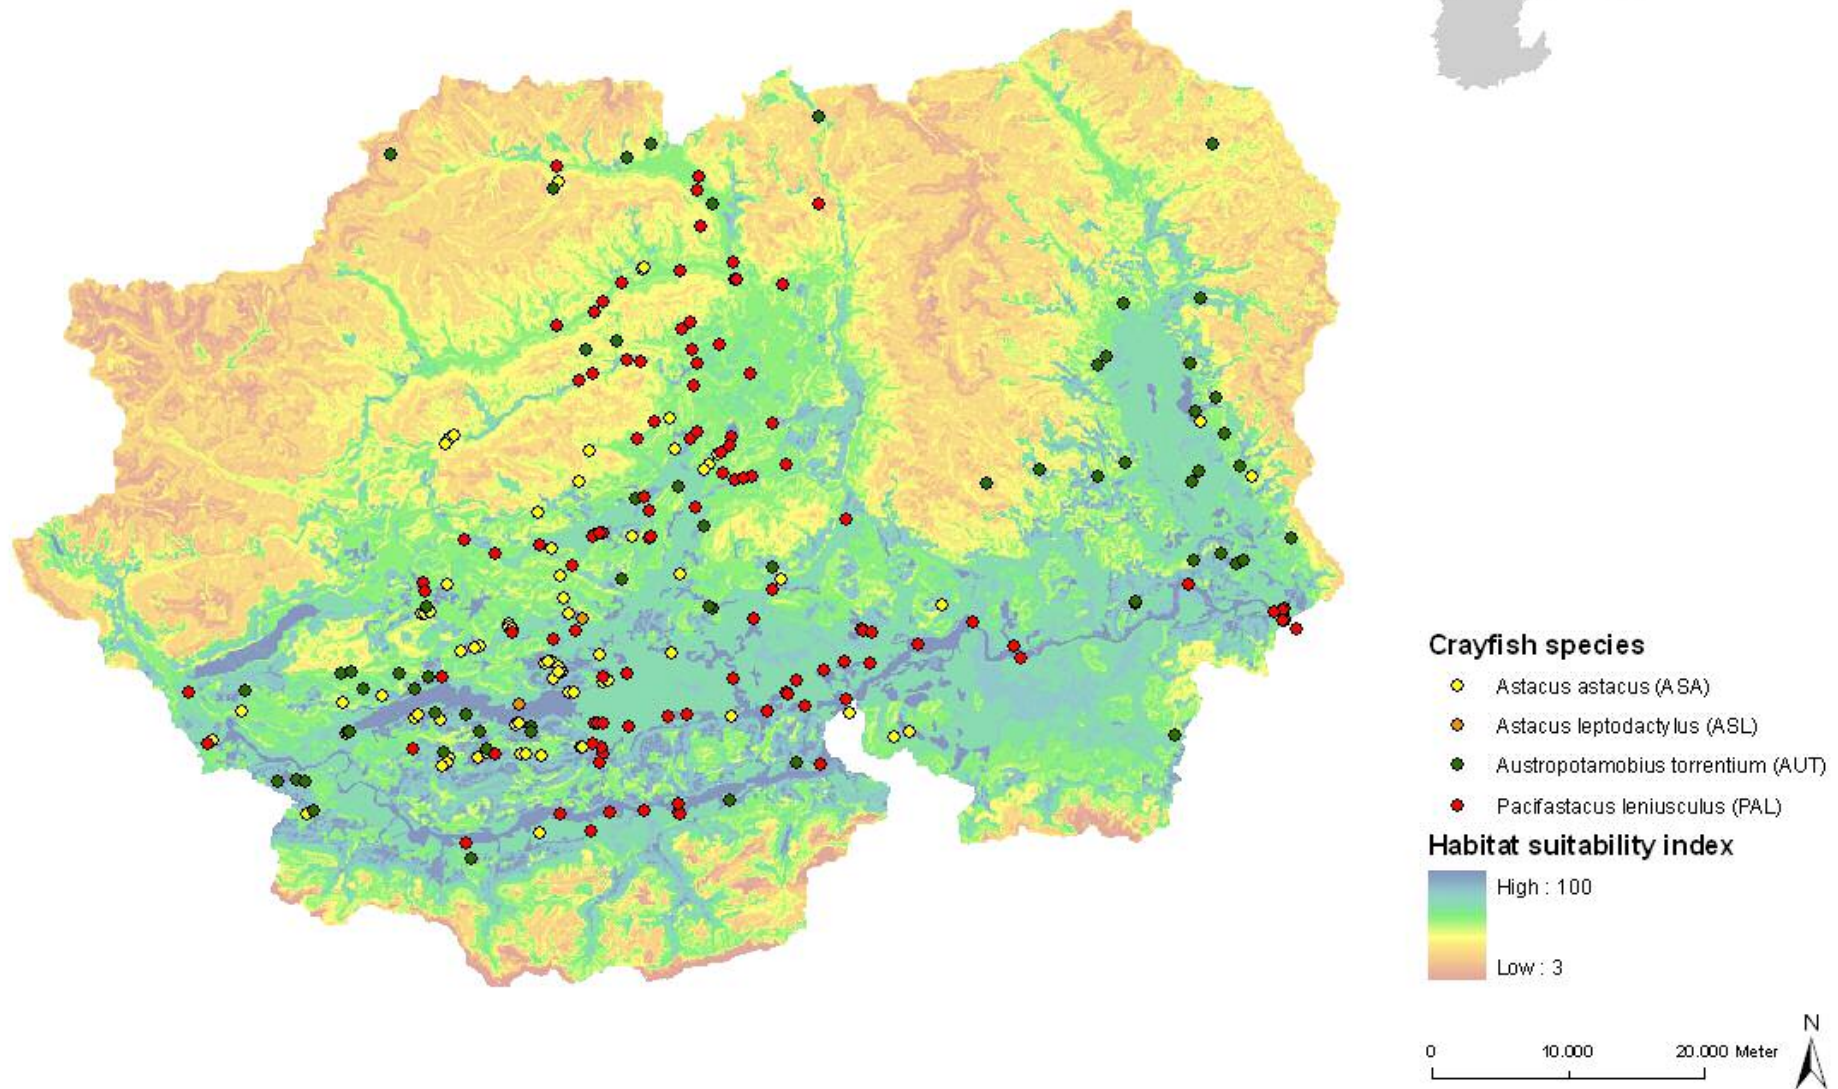 Crayfish species
Astacus astacus (ASA)
Astacus leptodactylus (ASL)
Austropotamobius torrentium (AUT)
Pacifastacus leniusculus (PAL)
Habitat suitability index
High : 100
Low : 3
N
0 10.000 20.000 Meter